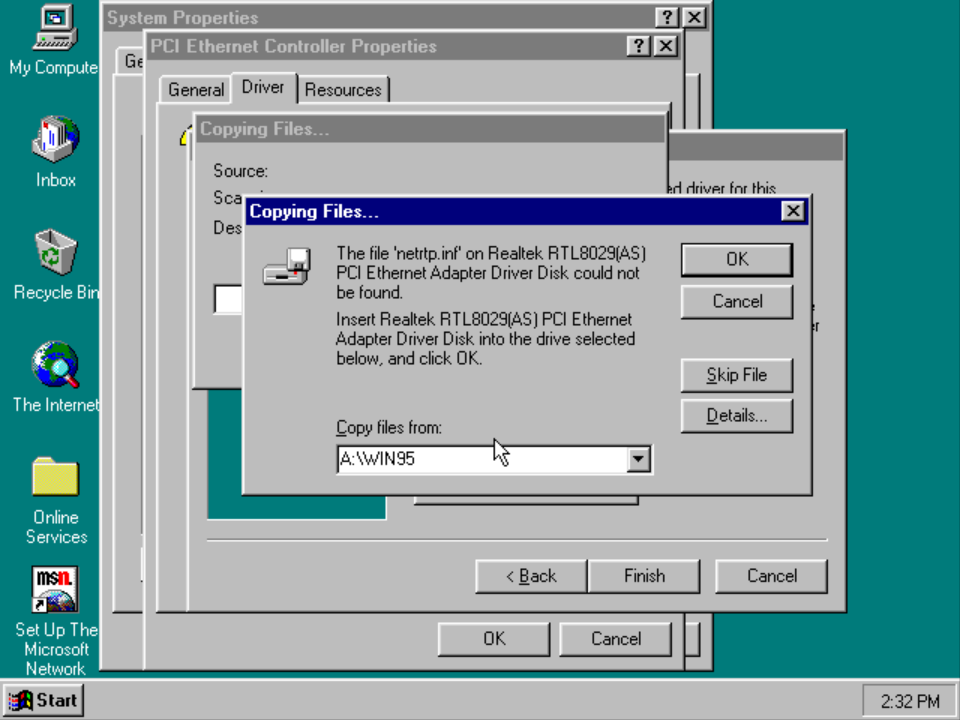 System Properties
PCI Ethernet Controller Properties
Ge
General
Driver
Resources
Copying Files...
Source:
Sca
Des
ed driver for this
Copying Files...
The file 'netrtp.inf' on Realtek RTL8029(AS)
PCI Ethernet Adapter Driver Disk could not
be found.
Insert Realtek RTL8029(AS) PCI Ethernet
Adapter Driver Disk into the drive selected
below, and click OK.
OK
Cancel
Skip File
Details...
Copy files from:
A:\WIN95
< Back
Finish
Cancel
OK
Cancel
My Compute
Inbox
Recycle Bin
The Internet
Online
Services
msn.
Set Up The
Microsoft
Network
Start
2:32 PM